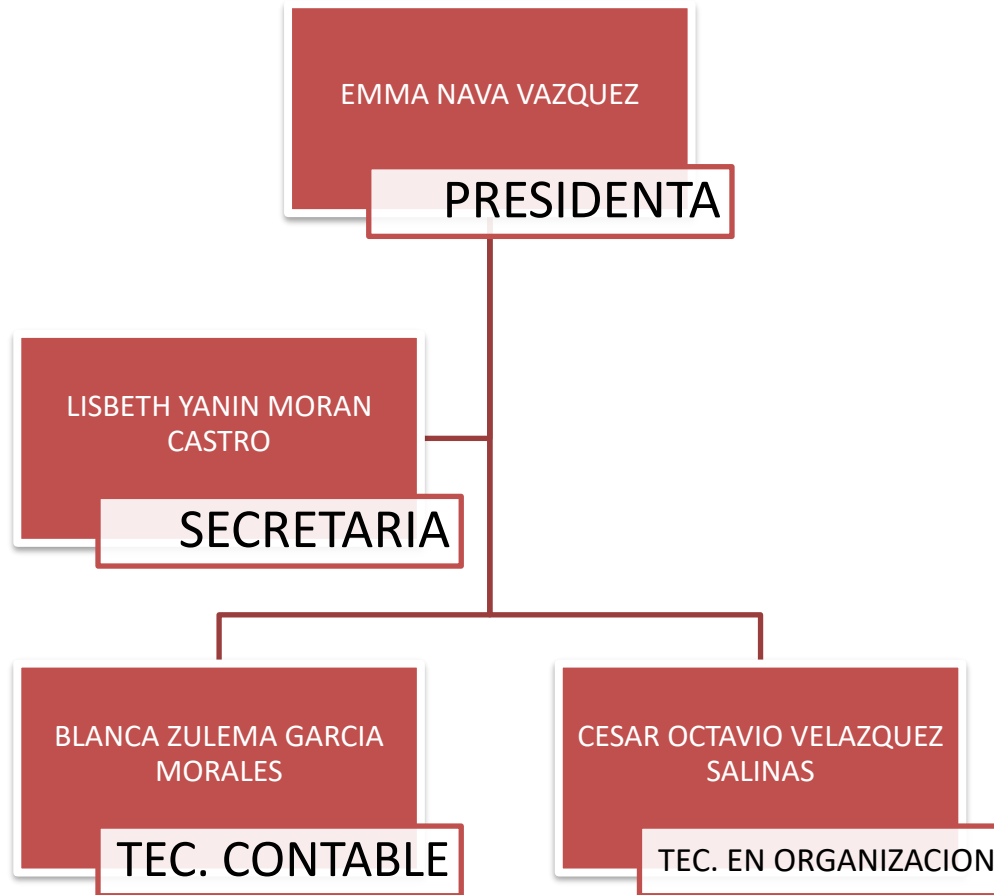 EMMA NAVA VAZQUEZ
PRESIDENTA
LISBETH YANIN MORAN
CASTRO
SECRETARIA
BLANCA ZULEMA GARCIA
MORALES
TEC. CONTABLE
CESAR OCTAVIO VELAZQUEZ
SALINAS
TEC. EN ORGANIZACION